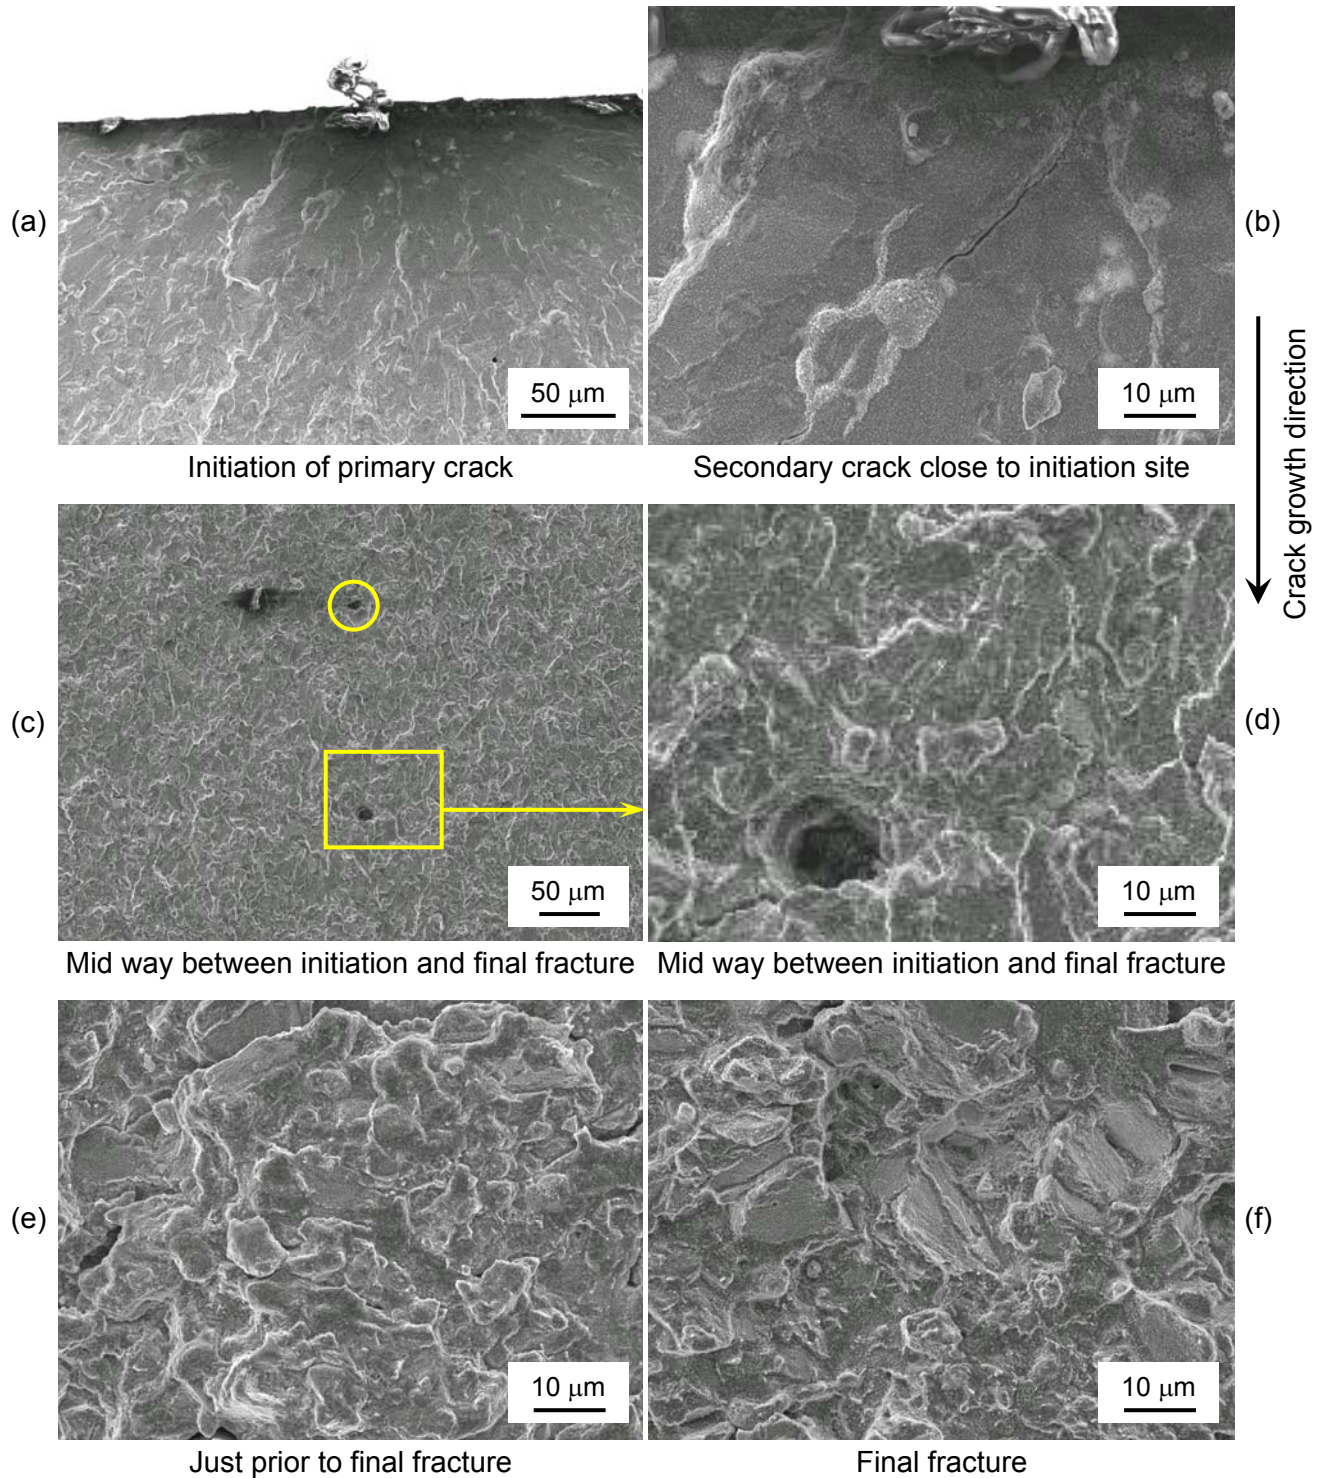 (a)
50 μm
Initiation of primary crack
(b)
10 μm
Secondary crack close to initiation site
Crack growth direction
(c)
50 μm
Mid way between initiation and final fracture
(d)
10 μm
Mid way between initiation and final fracture
(e)
10 μm
Just prior to final fracture
(f)
10 μm
Final fracture